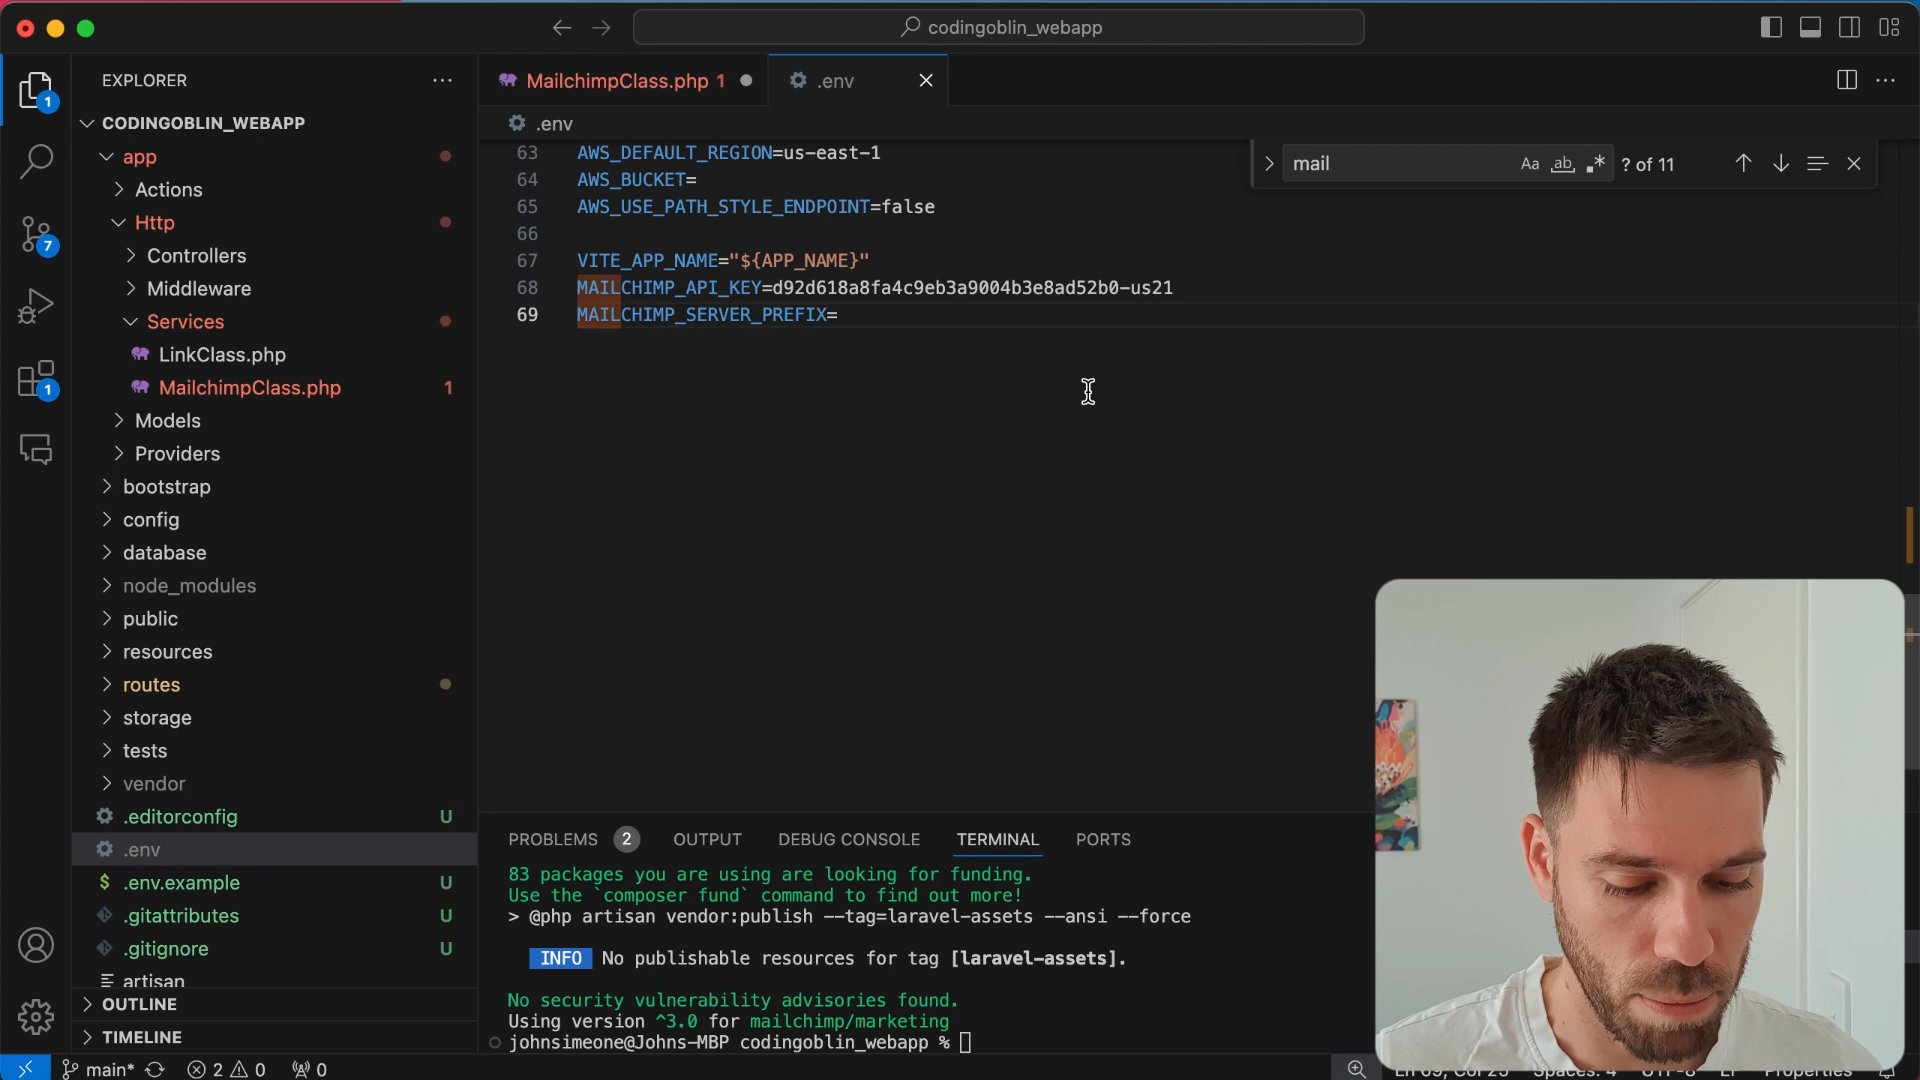 codingoblin_webapp
EXPLORER
MailchimpClass.php 1
.env
1
CODINGOBLIN_WEBAPP
.env
app
63 AWS_DEFAULT_REGION=us-east-1
mail
Aa ab .* ? of 11
Actions
64 AWS_BUCKET=
65 AWS_USE_PATH_STYLE_ENDPOINT=false
Http
66
7
Controllers
67 VITE_APP_NAME="${APP_NAME}"
Middleware
68 MAILCHIMP_API_KEY=d92d618a8fa4c9eb3a9004b3e8ad52b0-us21
Services
69 MAILCHIMP_SERVER_PREFIX=
LinkClass.php
MailchimpClass.php 1
1
Models
Providers
bootstrap
config
database
node_modules
public
resources
routes
storage
tests
vendor
.editorconfig U
PROBLEMS 2 OUTPUT DEBUG CONSOLE TERMINAL PORTS
.env
83 packages you are using are looking for funding.
$ .env.example U
Use the `composer fund` command to find out more!
.gitattributes U
> @php artisan vendor:publish --tag=laravel-assets --ansi --force
.gitignore U
INFO No publishable resources for tag [laravel-assets].
artisan
OUTLINE
No security vulnerability advisories found.
Using version ^3.0 for mailchimp/marketing
TIMELINE
johnsimeone@Johns-MBP codingoblin_webapp %
main* 2 0 0